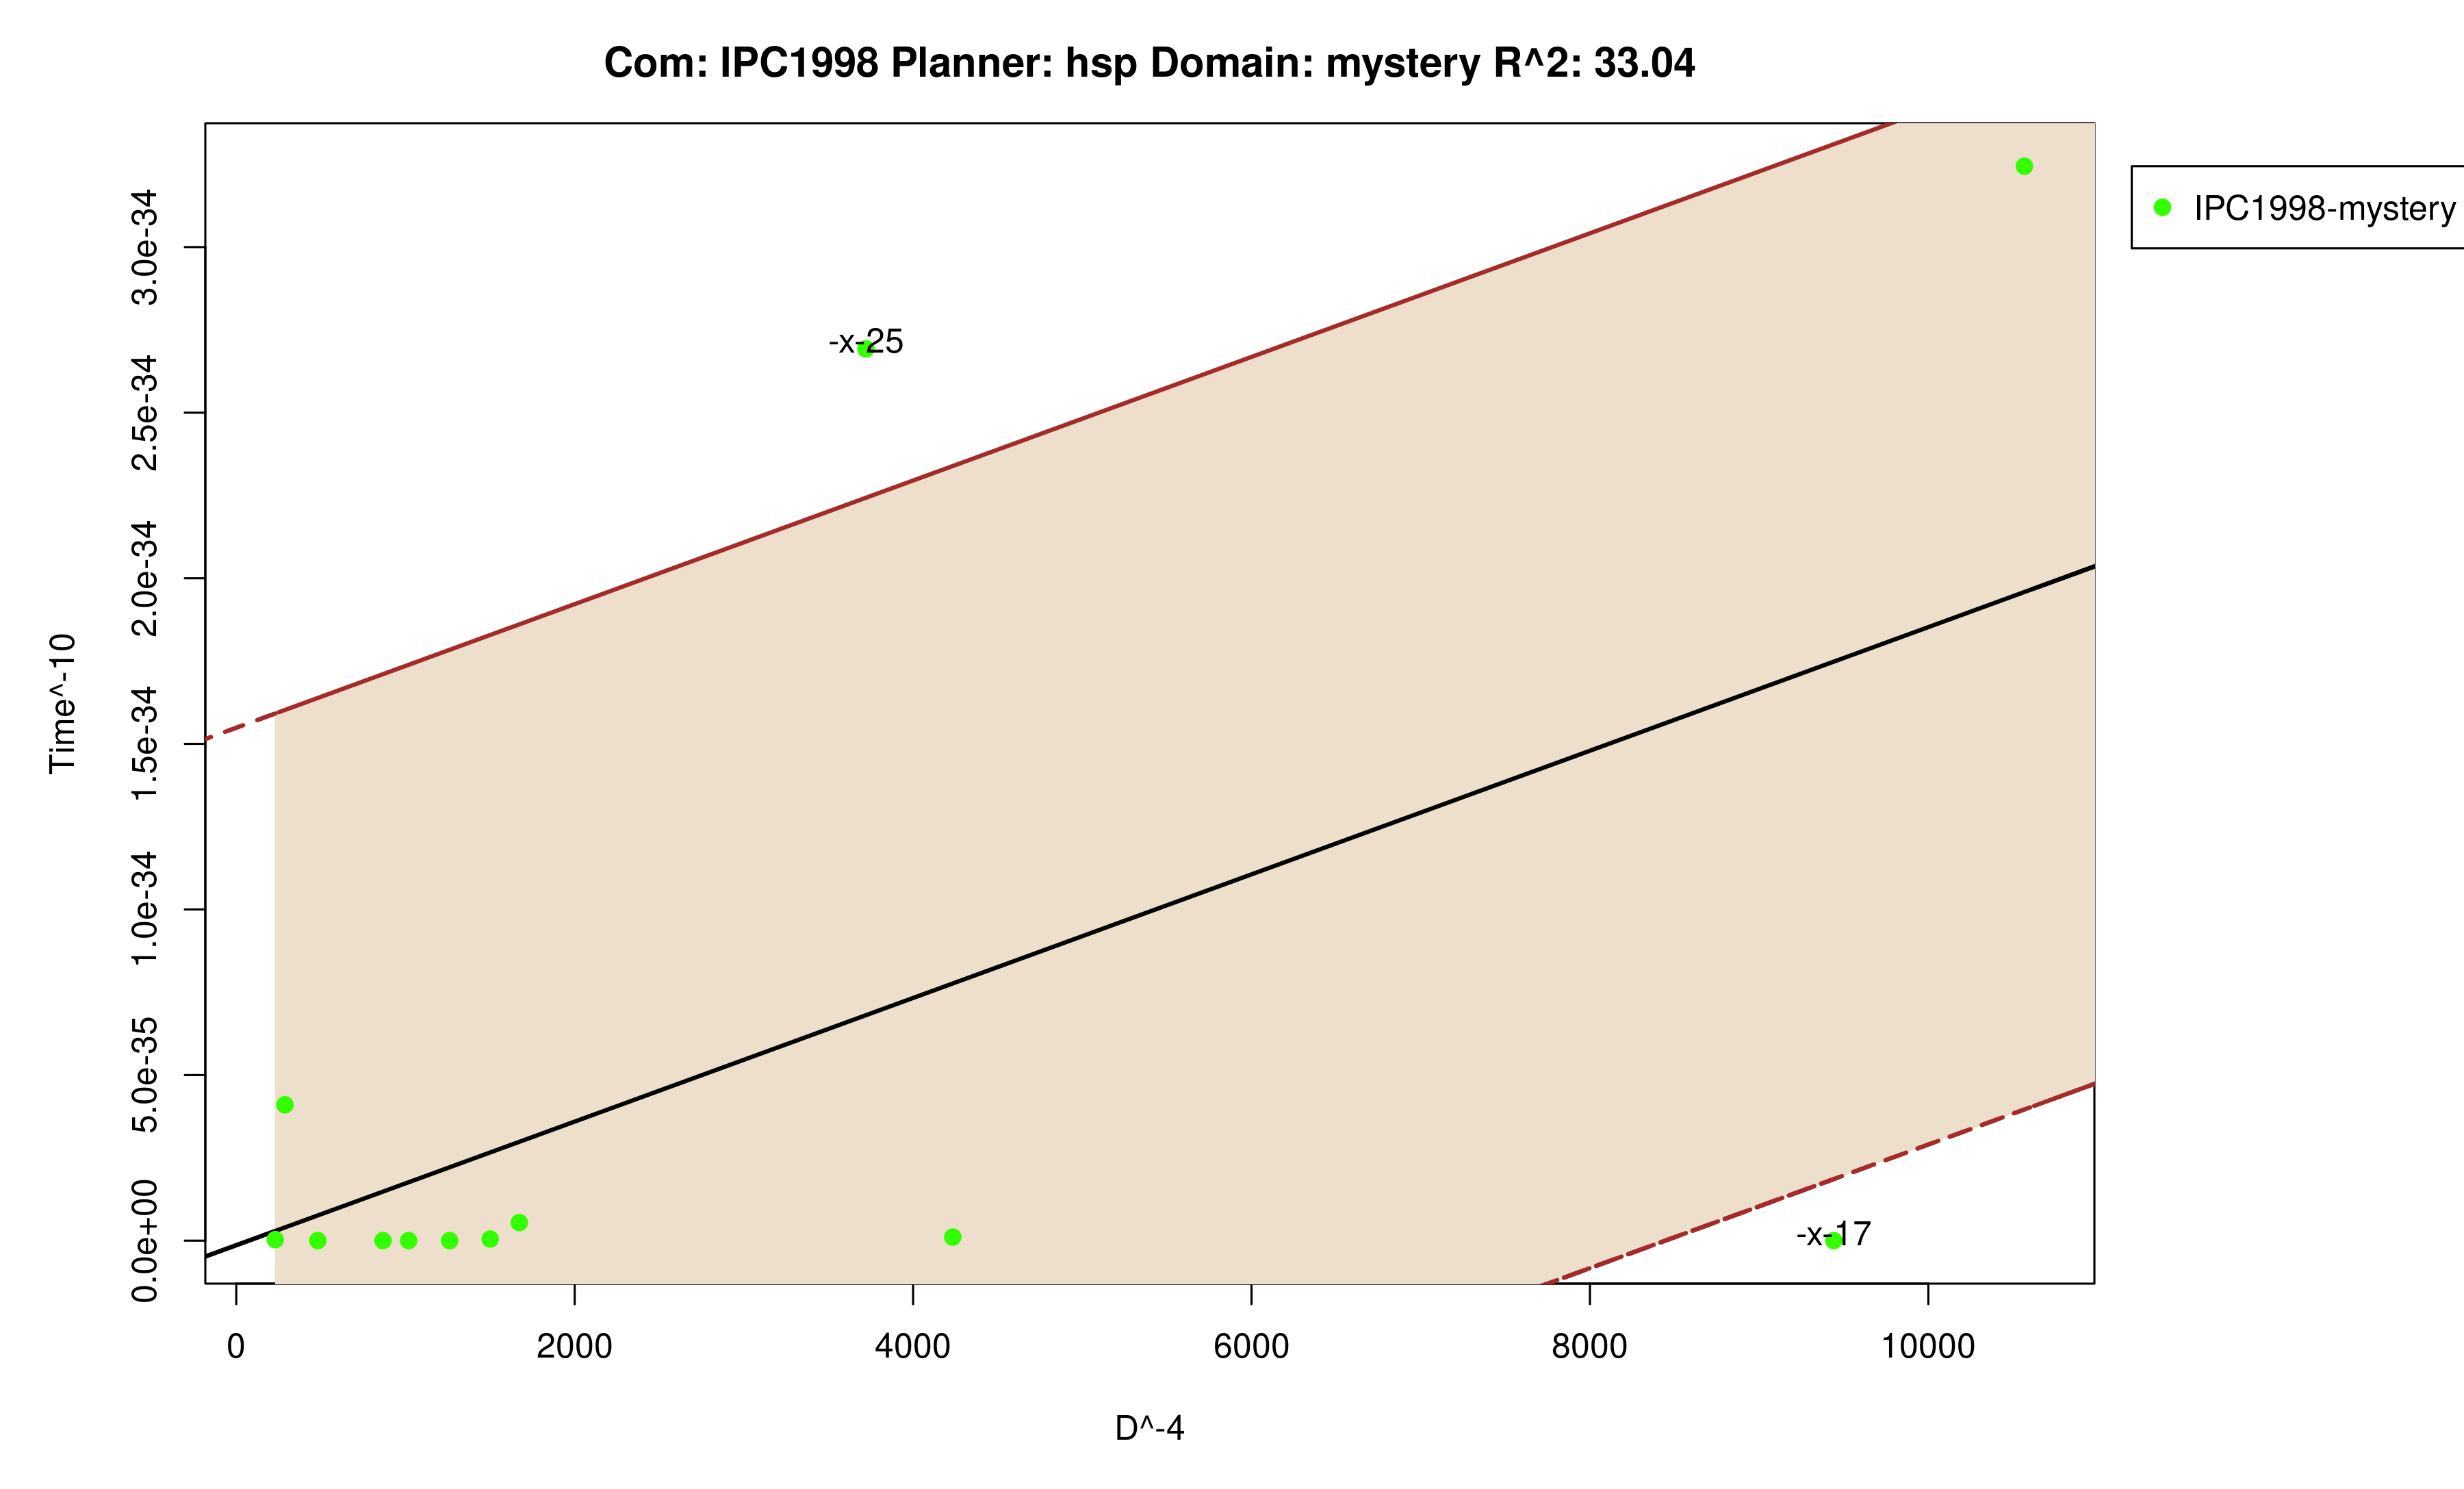 Com: IPC1998 Planner: hsp Domain: mystery R^2: 33.04
IPC1998-mystery
Time^-10
3.0e-34
2.5e-34
2.0e-34
1.5e-34
1.0e-34
5.0e-35
0.0e+00
-x-25
-x-17
0 2000 4000 6000 8000 10000
D^-4